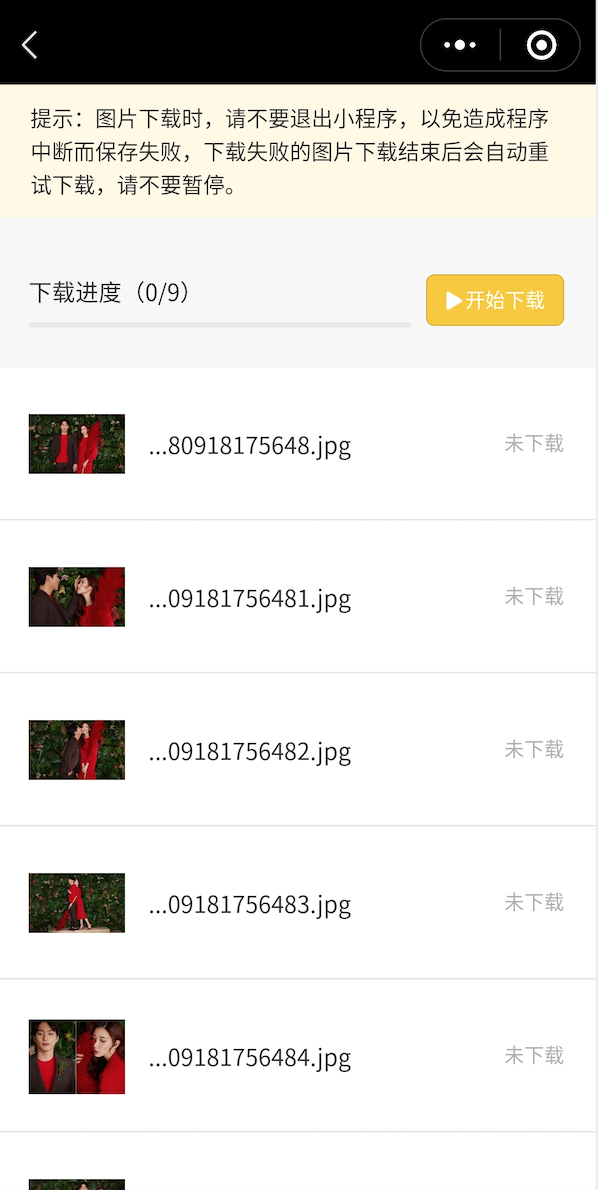 提示：图片下载时，请不要退出小程序，以免造成程序
中断而保存失败，下载失败的图片下载结束后会自动重
试下载，请不要暂停。
下载进度（0/9）
开始下载
...80918175648.jpg
未下载
...09181756481.jpg
未下载
...09181756482.jpg
未下载
...09181756483.jpg
未下载
...09181756484.jpg
未下载